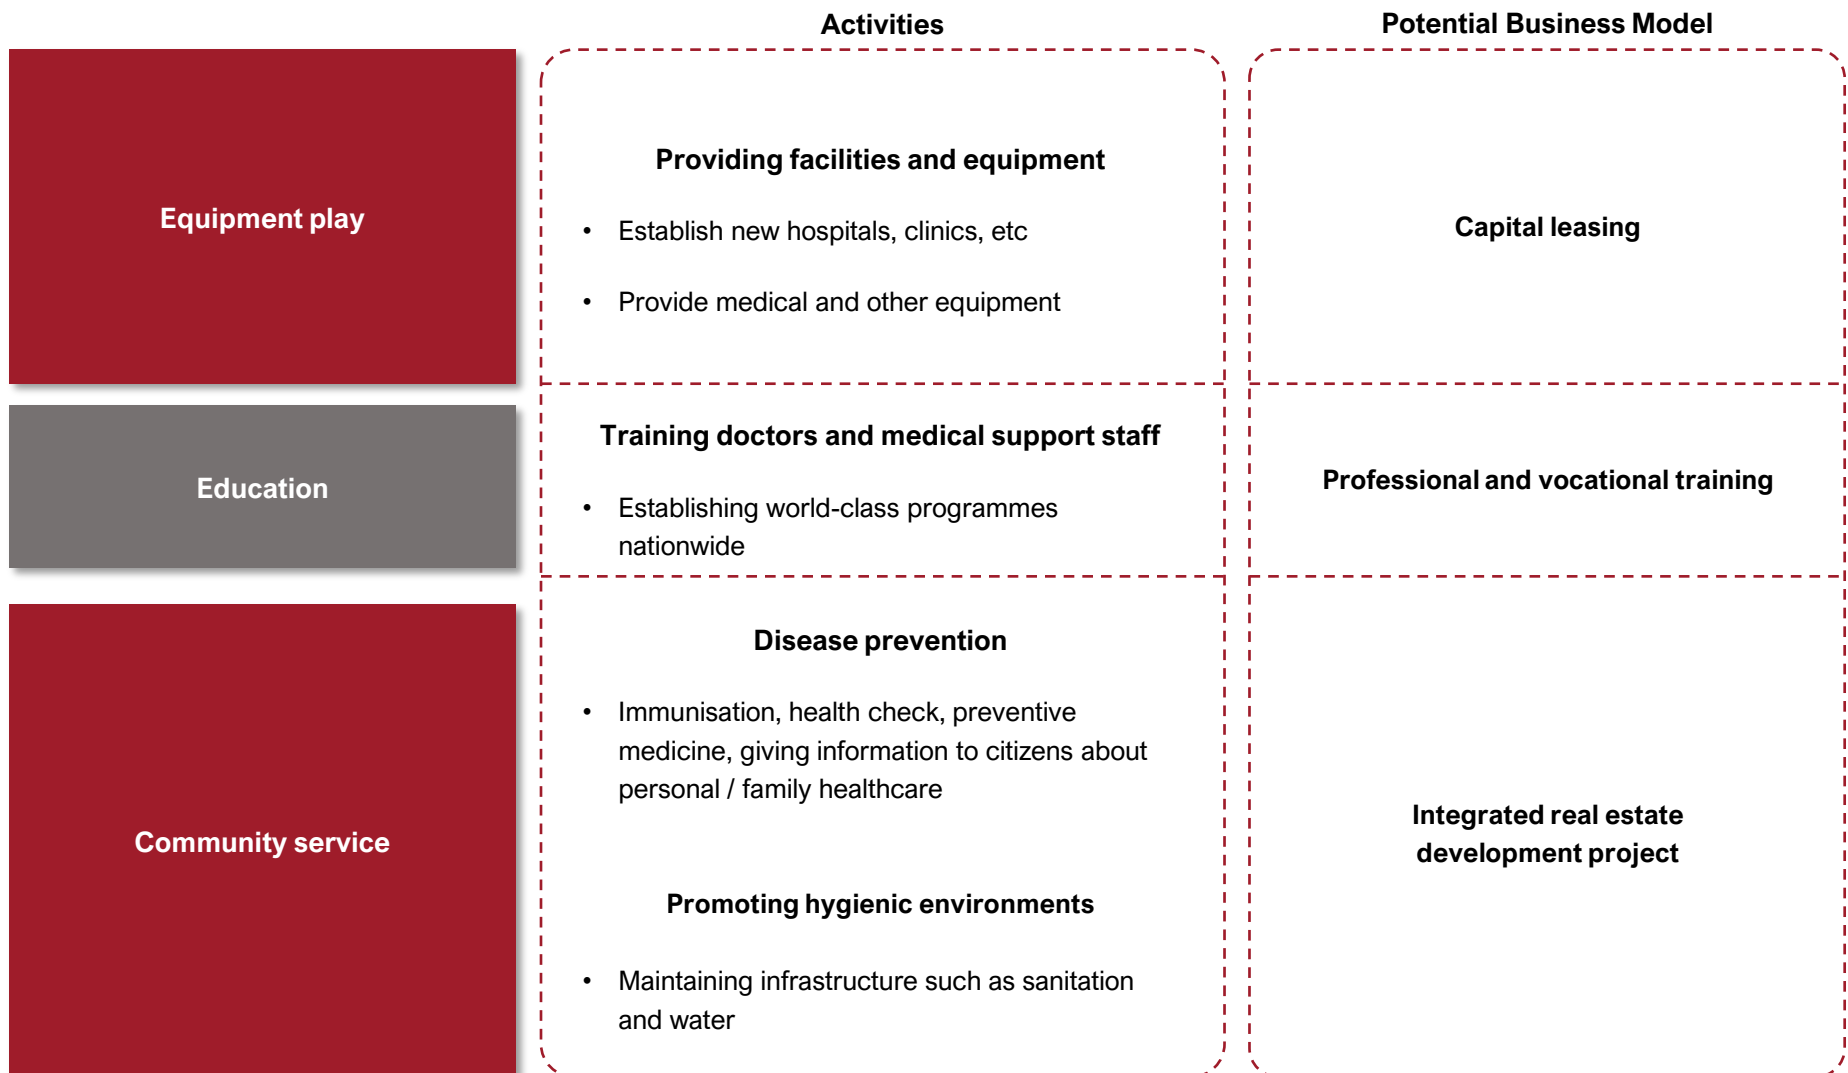 Activities
Potential Business Model
Equipment play
Providing facilities and equipment
• Establish new hospitals, clinics, etc
• Provide medical and other equipment
Capital leasing
Education
Training doctors and medical support staff
• Establishing world-class programmes
nationwide
Professional and vocational training
Community service
Disease prevention
• Immunisation, health check, preventive
medicine, giving information to citizens about
personal / family healthcare
Promoting hygienic environments
• Maintaining infrastructure such as sanitation
and water
Integrated real estate
development project